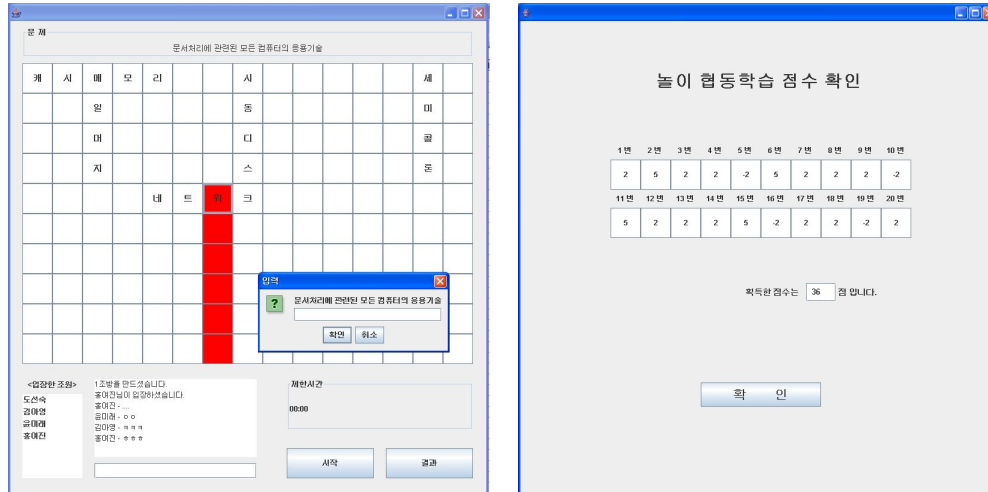 문 제
문서처리에 관련된 모든 컴퓨터의 응용기술
캐 시 메 모 리 시 세
일 동 미
머 디 콜
지 스 론
네 트 워 크
입력
문서처리에 관련된 모든 컴퓨터의 응용기술
확인 취소
<입장한 조원>
도선숙
김아영
윤미래
홍여진
1조방을 만드셨습니다.
홍여진님이 입장하셨습니다.
홍여진 - ....
윤미래 - ㅇㅇ
김아영 - ㅋㅋㅋ
홍여진 - ㅎㅎㅎ
제한시간
00:00
시작 결과
놀이 협동학습 점수 확인
1번 2번 3번 4번 5번 6번 7번 8번 9번 10번
2 5 2 2 -2 5 2 2 2 -2
11번 12번 13번 14번 15번 16번 17번 18번 19번 20번
5 2 2 2 5 -2 2 2 -2 2
획득한 점수는 36 점 입니다.
확 인